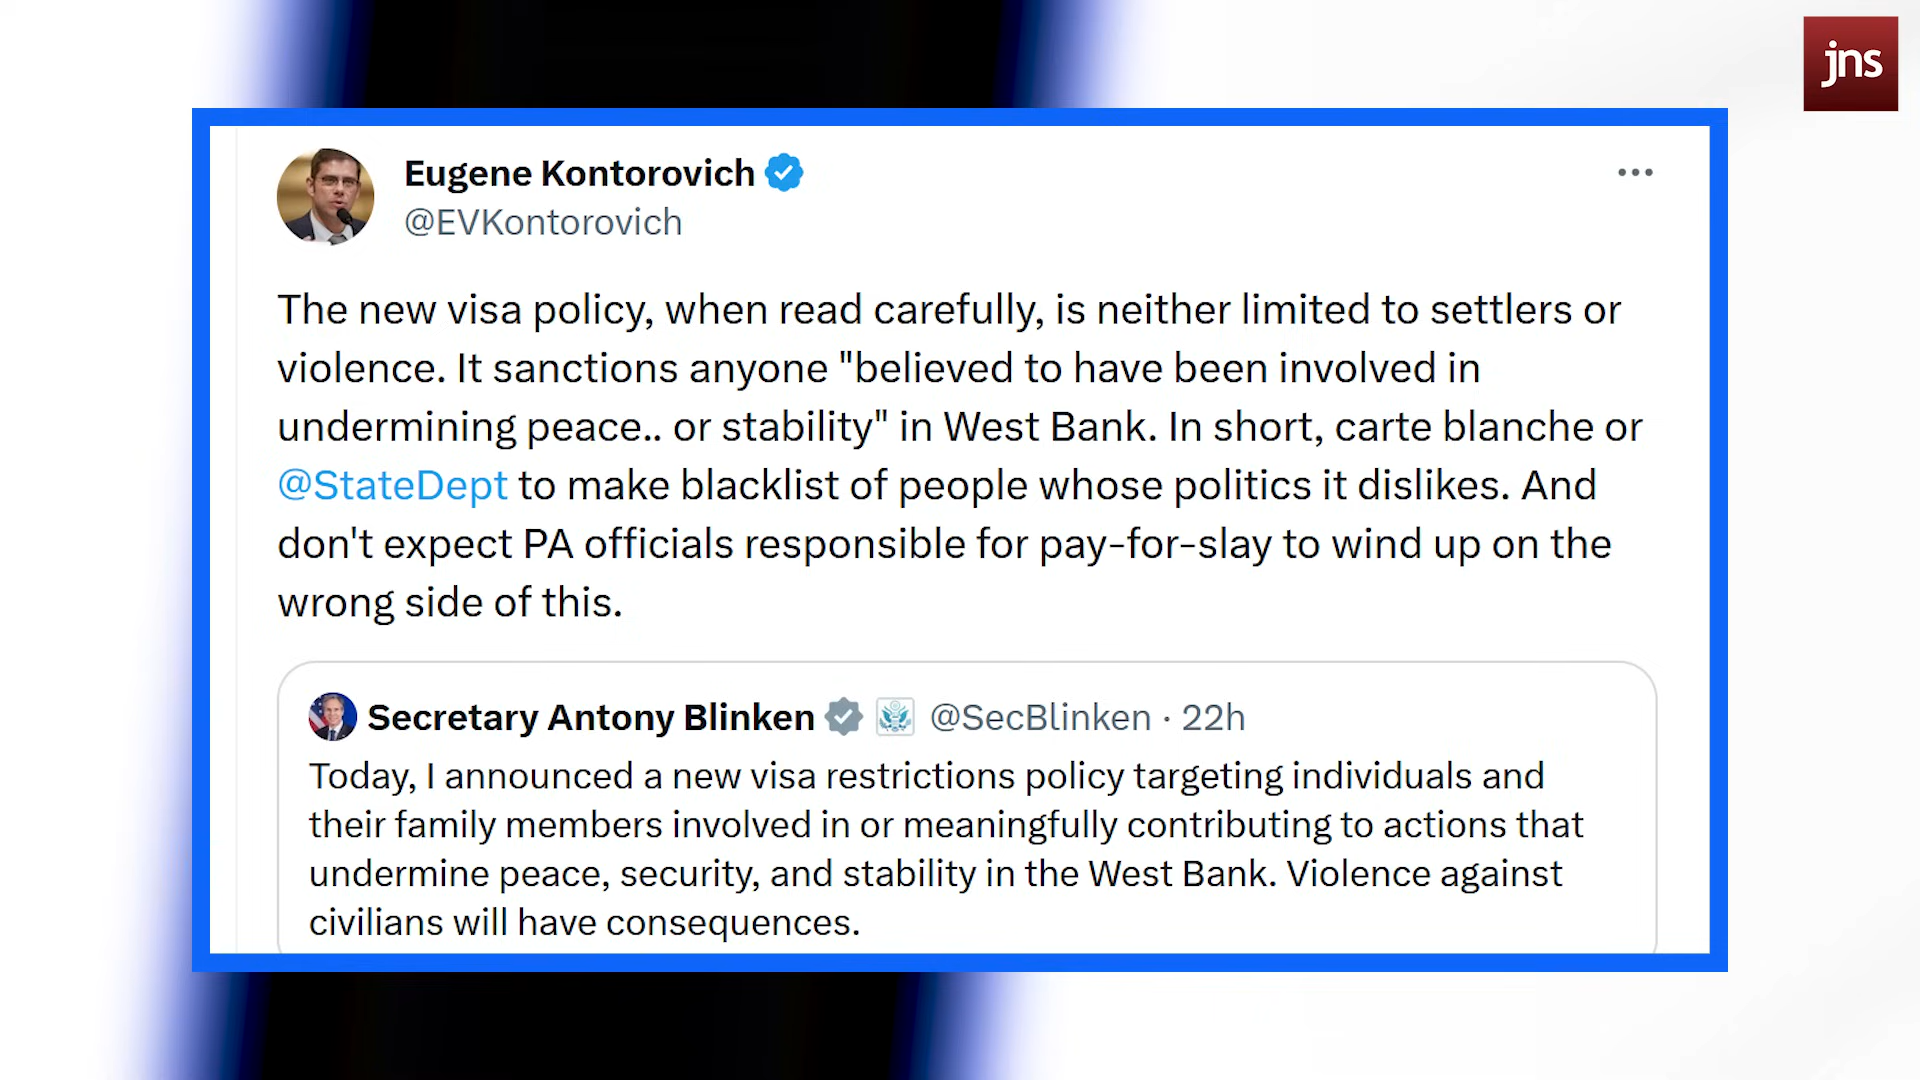 jns
Eugene Kontorovich
@EVKontorovich
The new visa policy, when read carefully, is neither limited to settlers or
violence. It sanctions anyone "believed to have been involved in
undermining peace.. or stability" in West Bank. In short, carte blanche or
@StateDept to make blacklist of people whose politics it dislikes. And
don't expect PA officials responsible for pay-for-slay to wind up on the
wrong side of this.
Secretary Antony Blinken @SecBlinken · 22h
Today, I announced a new visa restrictions policy targeting individuals and
their family members involved in or meaningfully contributing to actions that
undermine peace, security, and stability in the West Bank. Violence against
civilians will have consequences.